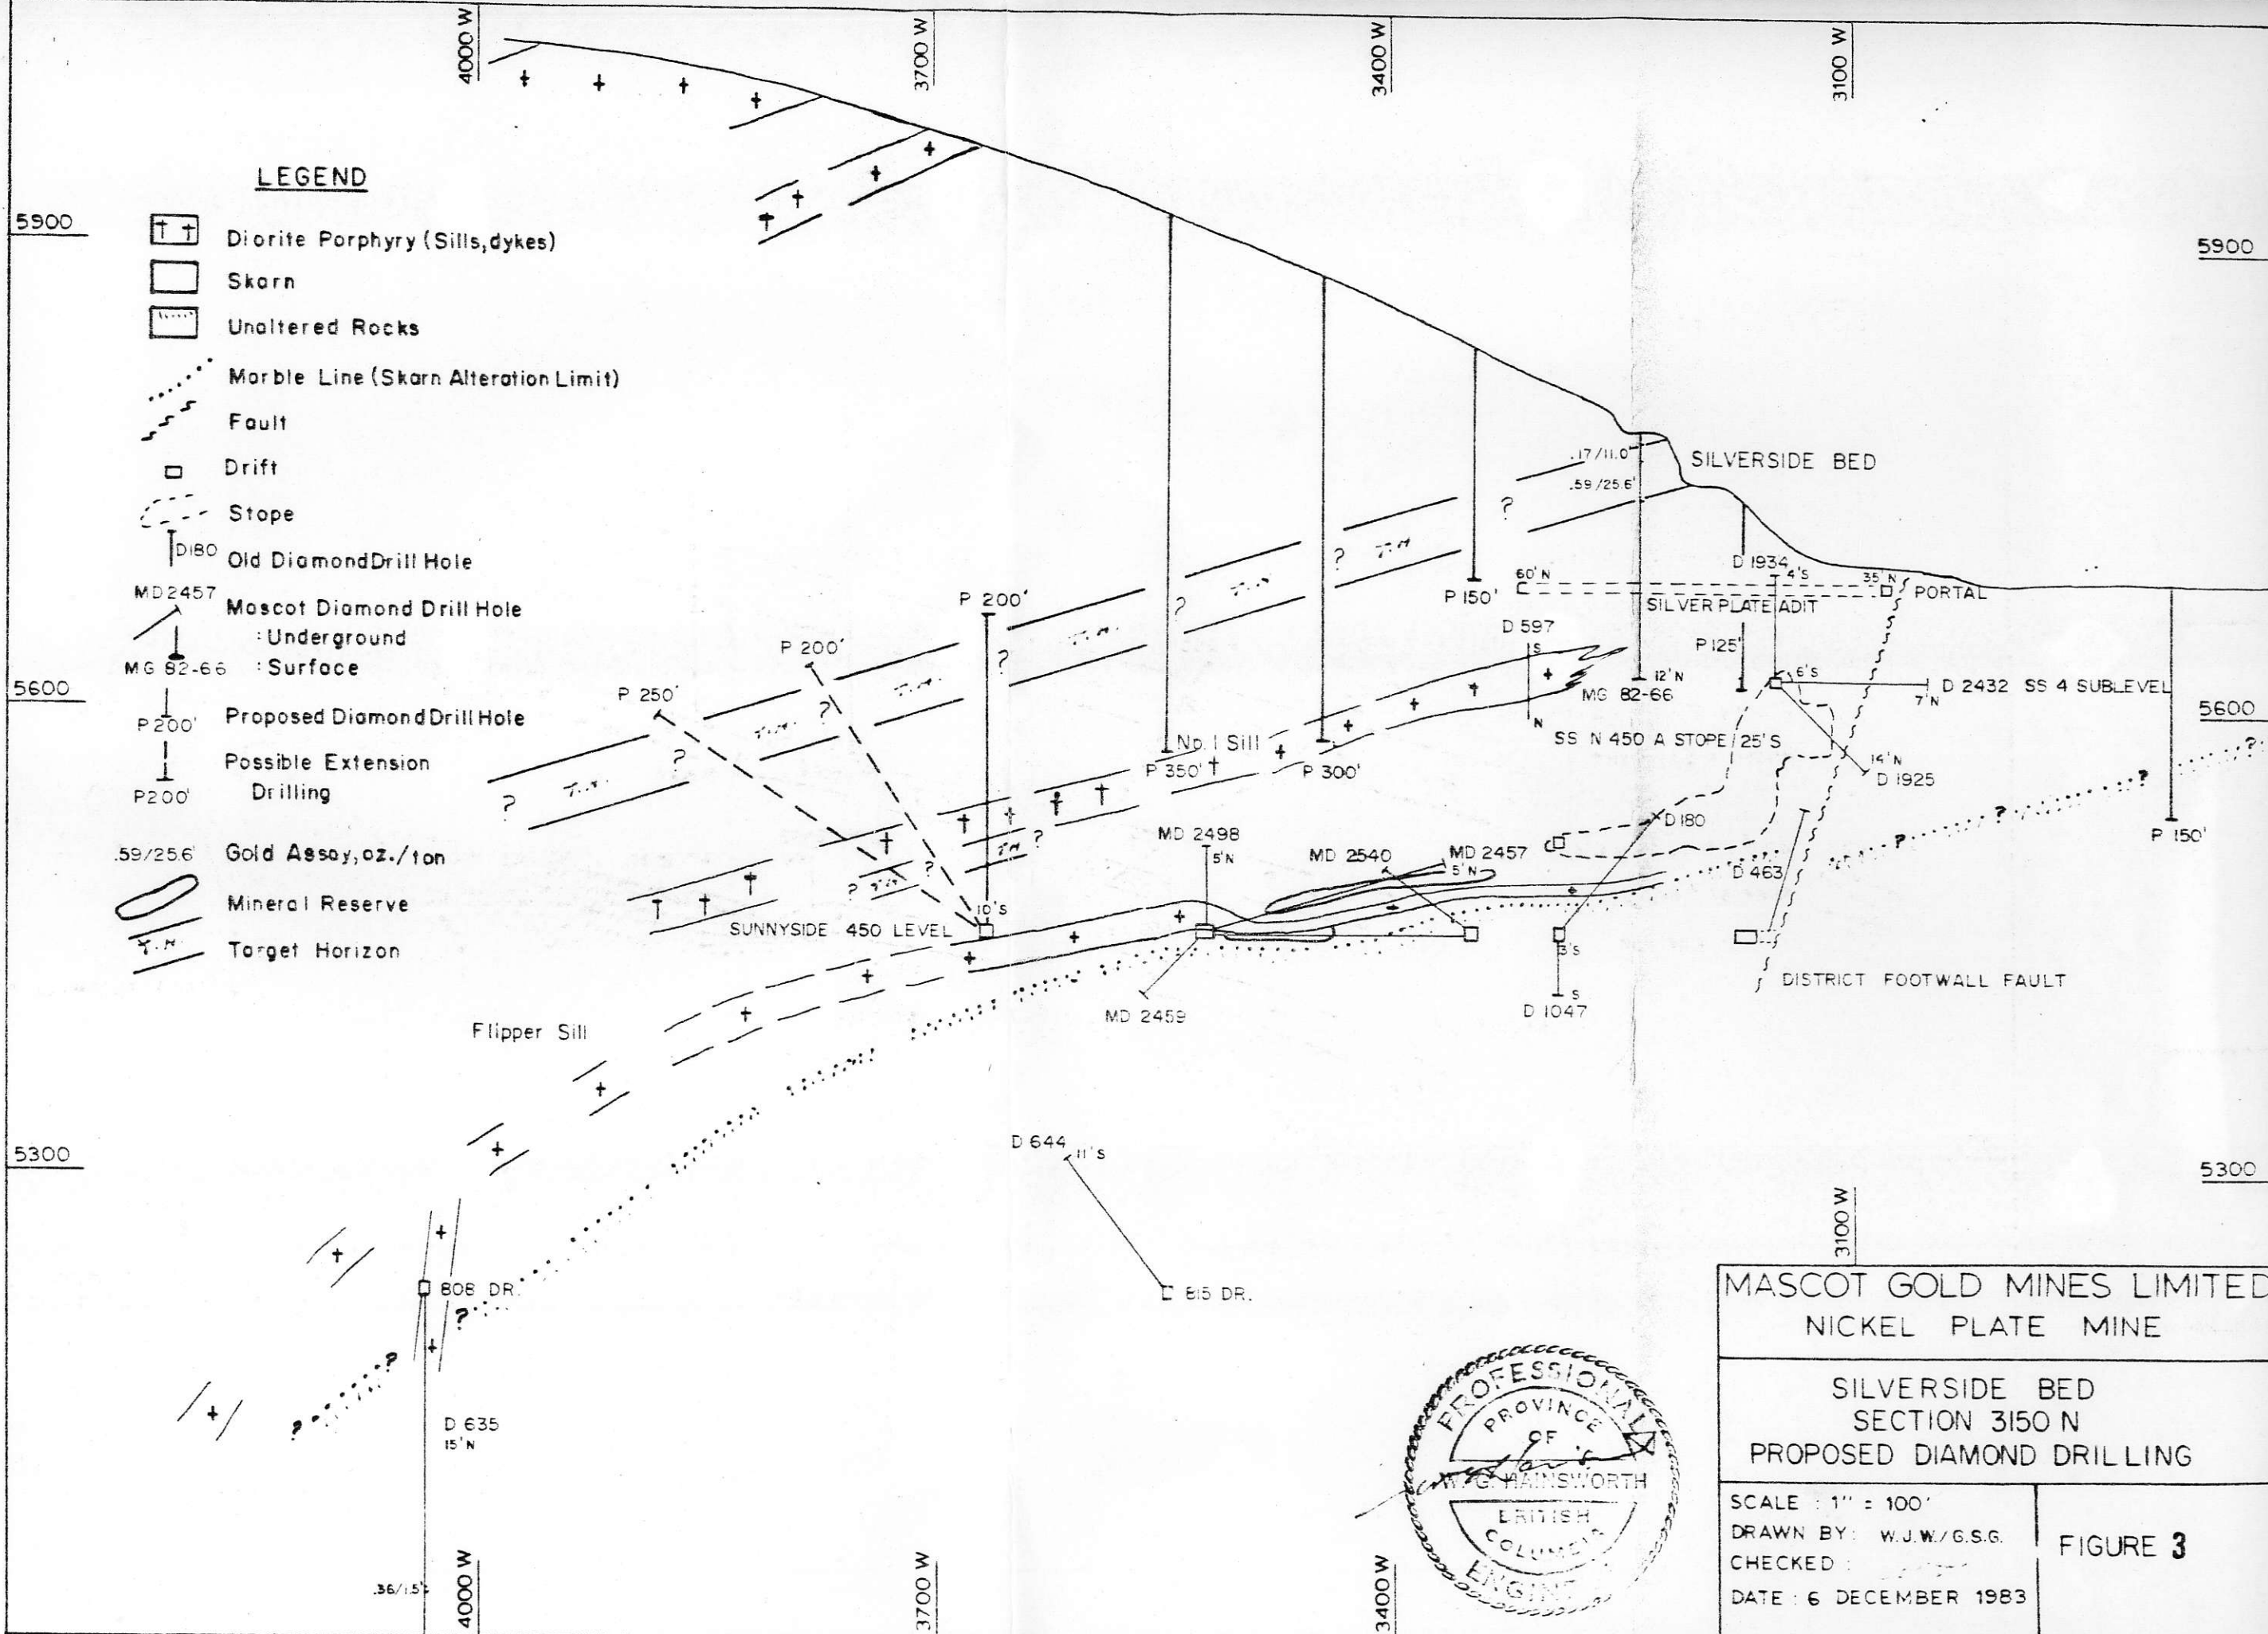 4000 W
3700 W
3400 W
3100 W
LEGEND
5900
5900
Diorite Porphyry (Sills, dykes)
Skarn
Unaltered Rocks
Marble Line (Skarn Alteration Limit)
Fault
Drift
Stope
D180 Old Diamond Drill Hole
MD 2457
Mascot Diamond Drill Hole
: Underground
MG 82-66 : Surface
P200' Proposed Diamond Drill Hole
Possible Extension
Drilling
P200'
.59/25.6' Gold Assay, oz./ton
Mineral Reserve
T.H. Target Horizon
5600
5600
.17/11.0'
.59/25.6'
SILVERSIDE BED
?
?
?
?
?
?
?
T.H.
T.H.
T.H.
T.H.
T.H.
T.H.
P 250'
P 200'
P 200'
P 150'
60' N
D 1934
4'S
35' N
PORTAL
SILVER PLATE ADIT
D 597
S
N
P 125'
12' N
MG 82-66
6'S
D 2432 SS 4 SUBLEVEL
7' N
SS N 450 A STOPE 25'S
14' N
D 1925
No. 1 Sill
P 350'
P 300'
?
?
?
?
P 150'
MD 2498
5' N
MD 2540
MD 2457
5' N
D 180
D 463
T.H.
?
?
?
T.H.
10'S
SUNNYSIDE 450 LEVEL
3'S
S
D 1047
DISTRICT FOOTWALL FAULT
MD 2459
Flipper Sill
5300
5300
D 644
11'S
808 DR.
815 DR.
?
?
?
D 635
15' N
.36/1.5'
4000 W
3700 W
3400 W
3100 W
PROFESSIONAL
PROVINCE
OF
W. G. HAINSWORTH
BRITISH
COLUMBIA
MASCOT GOLD MINES LIMITED
NICKEL PLATE MINE
SILVERSIDE BED
SECTION 3150 N
PROPOSED DIAMOND DRILLING
SCALE : 1" = 100'
DRAWN BY: W.J.W./G.S.G.
CHECKED :
DATE : 6 DECEMBER 1983
FIGURE 3